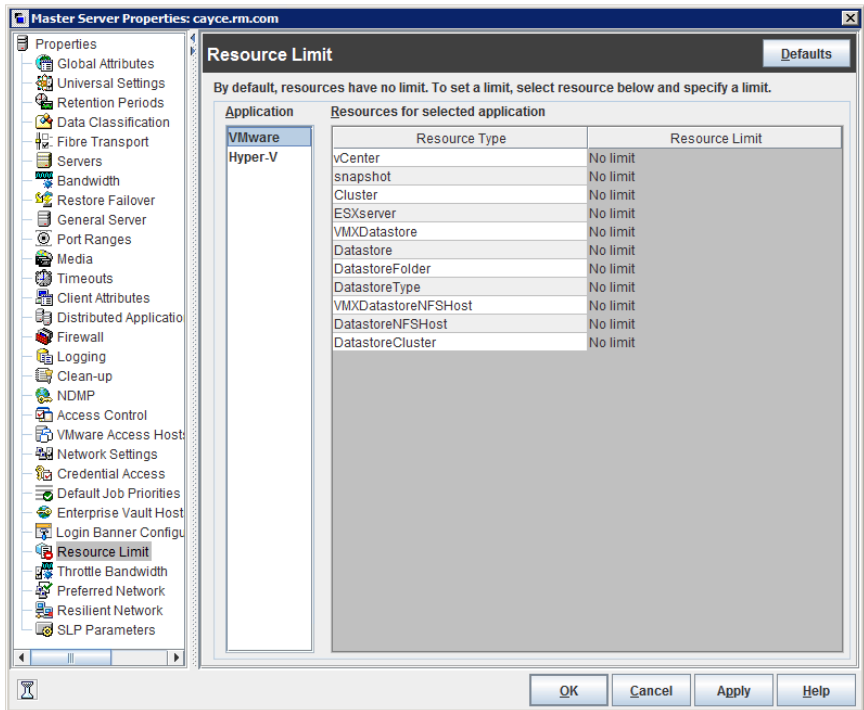 Master Server Properties: cayce.rm.com
Properties
Global Attributes
Universal Settings
Retention Periods
Data Classification
Fibre Transport
Servers
Bandwidth
Restore Failover
General Server
Port Ranges
Media
Timeouts
Client Attributes
Distributed Applicatio
Firewall
Logging
Clean-up
NDMP
Access Control
VMware Access Hosts
Network Settings
Credential Access
Default Job Priorities
Enterprise Vault Host
Login Banner Configu
Resource Limit
Throttle Bandwidth
Preferred Network
Resilient Network
SLP Parameters
Resource Limit
Defaults
By default, resources have no limit. To set a limit, select resource below and specify a limit.
Application
VMware
Hyper-V
Resources for selected application
Resource Type Resource Limit
vCenter No limit
snapshot No limit
Cluster No limit
ESXserver No limit
VMXDatastore No limit
Datastore No limit
DatastoreFolder No limit
DatastoreType No limit
VMXDatastoreNFSHost No limit
DatastoreNFSHost No limit
DatastoreCluster No limit
OK Cancel Apply Help